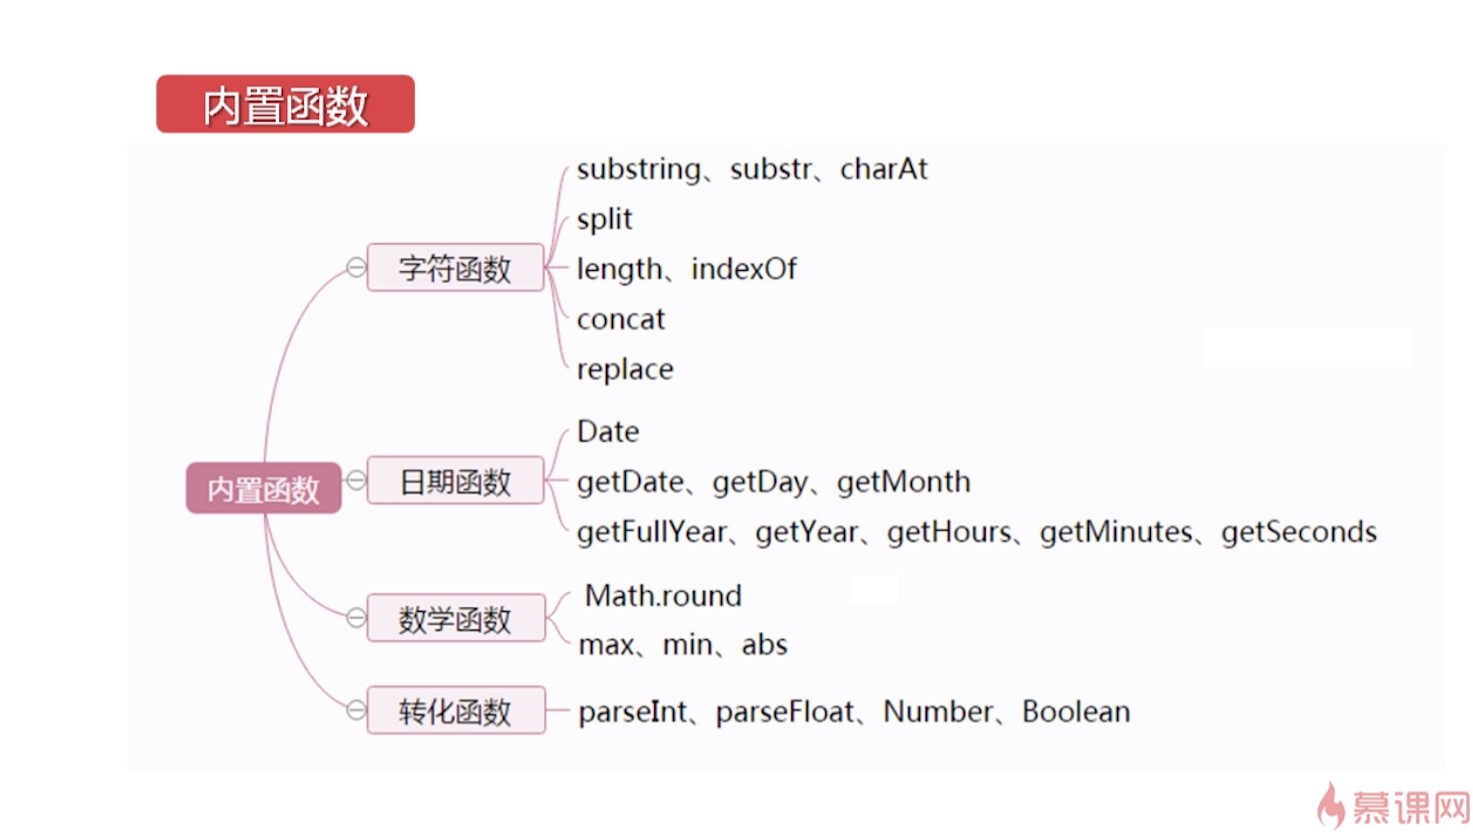 内置函数
substring、substr、charAt
split
字符函数
length、indexOf
concat
replace
Date
内置函数
日期函数
getDate、getDay、getMonth
getFullYear、getYear、getHours、getMinutes、getSeconds
Math.round
数学函数
max、min、abs
转化函数
parseInt、parseFloat、Number、Boolean
慕课网